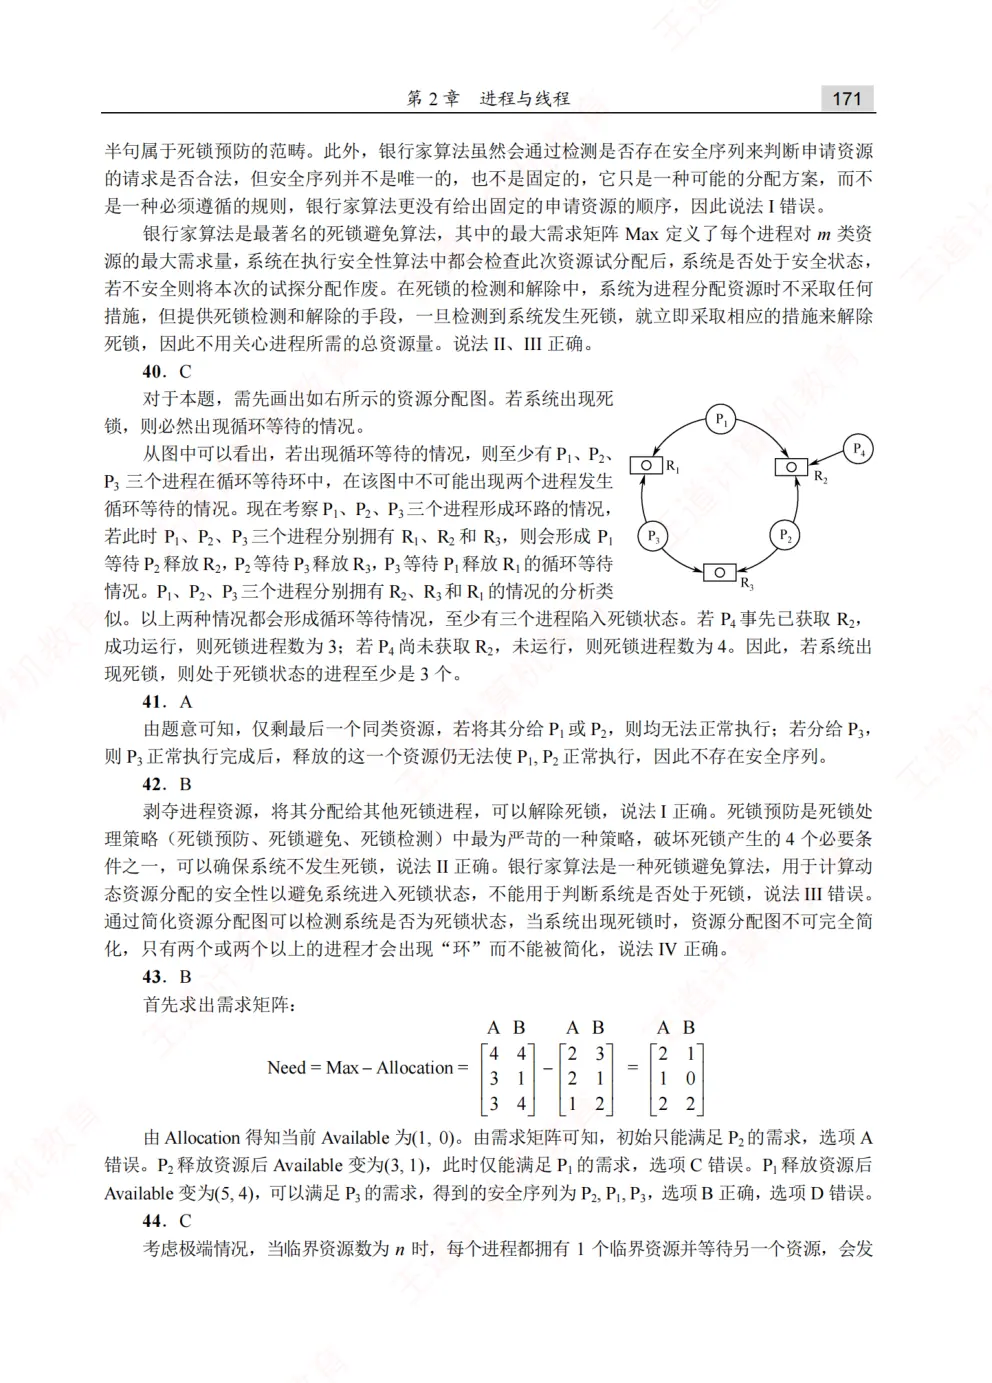 第 2 章　进程与线程　171
半句属于死锁预防的范畴。此外，银行家算法虽然会通过检测是否存在安全序列来判断申请资源
的请求是否合法，但安全序列并不是唯一的，也不是固定的，它只是一种可能的分配方案，而不
是一种必须遵循的规则，银行家算法更没有给出固定的申请资源的顺序，因此说法 I 错误。
银行家算法是最著名的死锁避免算法，其中的最大需求矩阵 Max 定义了每个进程对 m 类资
源的最大需求量，系统在执行安全性算法中都会检查此次资源试分配后，系统是否处于安全状态，
若不安全则将本次的试探分配作废。在死锁的检测和解除中，系统为进程分配资源时不采取任何
措施，但提供死锁检测和解除的手段，一旦检测到系统发生死锁，就立即采取相应的措施来解除
死锁，因此不用关心进程所需的总资源量。说法 II、III 正确。
40．C
对于本题，需先画出如右所示的资源分配图。若系统出现死
锁，则必然出现循环等待的情况。
从图中可以看出，若出现循环等待的情况，则至少有 P₁、P₂、
P₃ 三个进程在循环等待环中，在该图中不可能出现两个进程发生
循环等待的情况。现在考察 P₁、P₂、P₃ 三个进程形成环路的情况，
若此时 P₁、P₂、P₃ 三个进程分别拥有 R₁、R₂ 和 R₃，则会形成 P₁
等待 P₂ 释放 R₂，P₂ 等待 P₃ 释放 R₃，P₃ 等待 P₁ 释放 R₁ 的循环等待
情况。P₁、P₂、P₃ 三个进程分别拥有 R₂、R₃ 和 R₁ 的情况的分析类
似。以上两种情况都会形成循环等待情况，至少有三个进程陷入死锁状态。若 P₄ 事先已获取 R₂，
成功运行，则死锁进程数为 3；若 P₄ 尚未获取 R₂，未运行，则死锁进程数为 4。因此，若系统出
现死锁，则处于死锁状态的进程至少是 3 个。
P₁
P₄
R₁
R₂
P₃
P₂
R₃
41．A
由题意可知，仅剩最后一个同类资源，若将其分给 P₁ 或 P₂，则均无法正常执行；若分给 P₃，
则 P₃ 正常执行完成后，释放的这一个资源仍无法使 P₁, P₂ 正常执行，因此不存在安全序列。
42．B
剥夺进程资源，将其分配给其他死锁进程，可以解除死锁，说法 I 正确。死锁预防是死锁处
理策略（死锁预防、死锁避免、死锁检测）中最为严苛的一种策略，破坏死锁产生的 4 个必要条
件之一，可以确保系统不发生死锁，说法 II 正确。银行家算法是一种死锁避免算法，用于计算动
态资源分配的安全性以避免系统进入死锁状态，不能用于判断系统是否处于死锁，说法 III 错误。
通过简化资源分配图可以检测系统是否为死锁状态，当系统出现死锁时，资源分配图不可完全简
化，只有两个或两个以上的进程才会出现“环”而不能被简化，说法 IV 正确。
43．B
首先求出需求矩阵：
A B　A B　A B
4 4　2 3　2 1
Need = Max − Allocation = 3 1 − 2 1 = 1 0
3 4　1 2　2 2
由 Allocation 得知当前 Available 为(1, 0)。由需求矩阵可知，初始只能满足 P₂ 的需求，选项 A
错误。P₂ 释放资源后 Available 变为(3, 1)，此时仅能满足 P₁ 的需求，选项 C 错误。P₁ 释放资源后
Available 变为(5, 4)，可以满足 P₃ 的需求，得到的安全序列为 P₂, P₁, P₃，选项 B 正确，选项 D 错误。
44．C
考虑极端情况，当临界资源数为 n 时，每个进程都拥有 1 个临界资源并等待另一个资源，会发
王道计算机教育